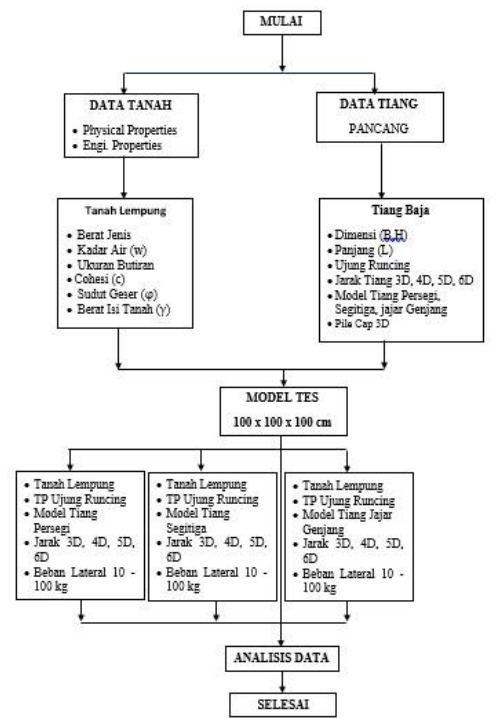 MULAI
DATA TANAH
• Physical Properties
• Engi. Properties
DATA TIANG
PANCANG
Tanah Lempung
• Berat Jenis
• Kadar Air (w)
• Ukuran Butiran
• Cohesi (c)
• Sudut Geser (φ)
• Berat Isi Tanah (γ)
Tiang Baja
• Dimensi (B,H)
• Panjang (L)
• Ujung Runcing
• Jarak Tiang 3D, 4D, 5D, 6D
• Model Tiang Persegi,
Segitiga, jajar Genjang
• Pile Cap 3D
MODEL TES
100 x 100 x 100 cm
• Tanah Lempung
• TP Ujung Runcing
• Model Tiang
Persegi
• Jarak 3D, 4D, 5D,
6D
• Beban Lateral 10 -
100 kg
• Tanah Lempung
• TP Ujung Runcing
• Model Tiang
Segitiga
• Jarak 3D, 4D, 5D,
6D
• Beban Lateral 10 -
100 kg
• Tanah Lempung
• TP Ujung Runcing
• Model Tiang Jajar
Genjang
• Jarak 3D, 4D, 5D,
6D
• Beban Lateral 10 -
100 kg
ANALISIS DATA
SELESAI